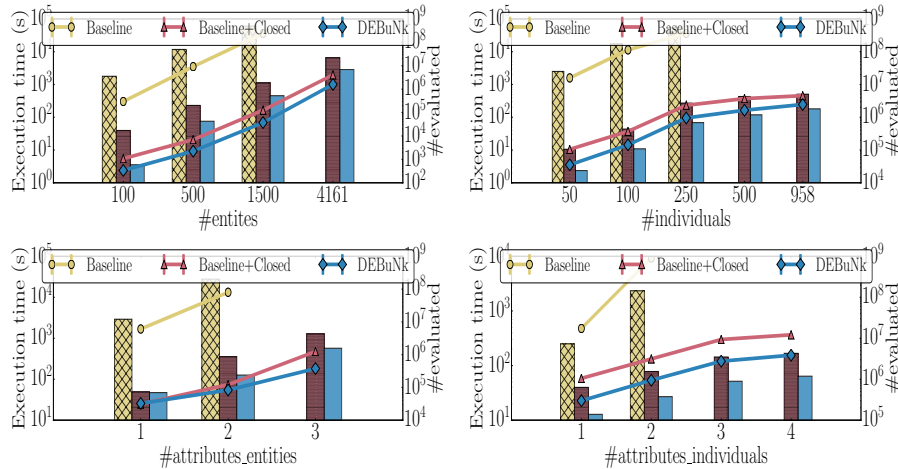 Execution time (s)
Baseline Baseline+Closed DEBuNk
10^5
10^4
10^3
10^2
10^1
10^0
10^9
10^8
10^7
10^6
10^5
10^4
10^3
10^2
#evaluated
100 500 1500 4161
#entites
Execution time (s)
Baseline Baseline+Closed DEBuNk
10^5
10^4
10^3
10^2
10^1
10^0
10^9
10^8
10^7
10^6
10^5
10^4
#evaluated
50 100 250 500 958
#individuals
Execution time (s)
Baseline Baseline+Closed DEBuNk
10^5
10^4
10^3
10^2
10^1
10^9
10^8
10^7
10^6
10^5
10^4
#evaluated
1 2 3
#attributes_entities
Execution time (s)
Baseline Baseline+Closed DEBuNk
10^4
10^3
10^2
10^1
10^9
10^8
10^7
10^6
10^5
#evaluated
1 2 3 4
#attributes_individuals